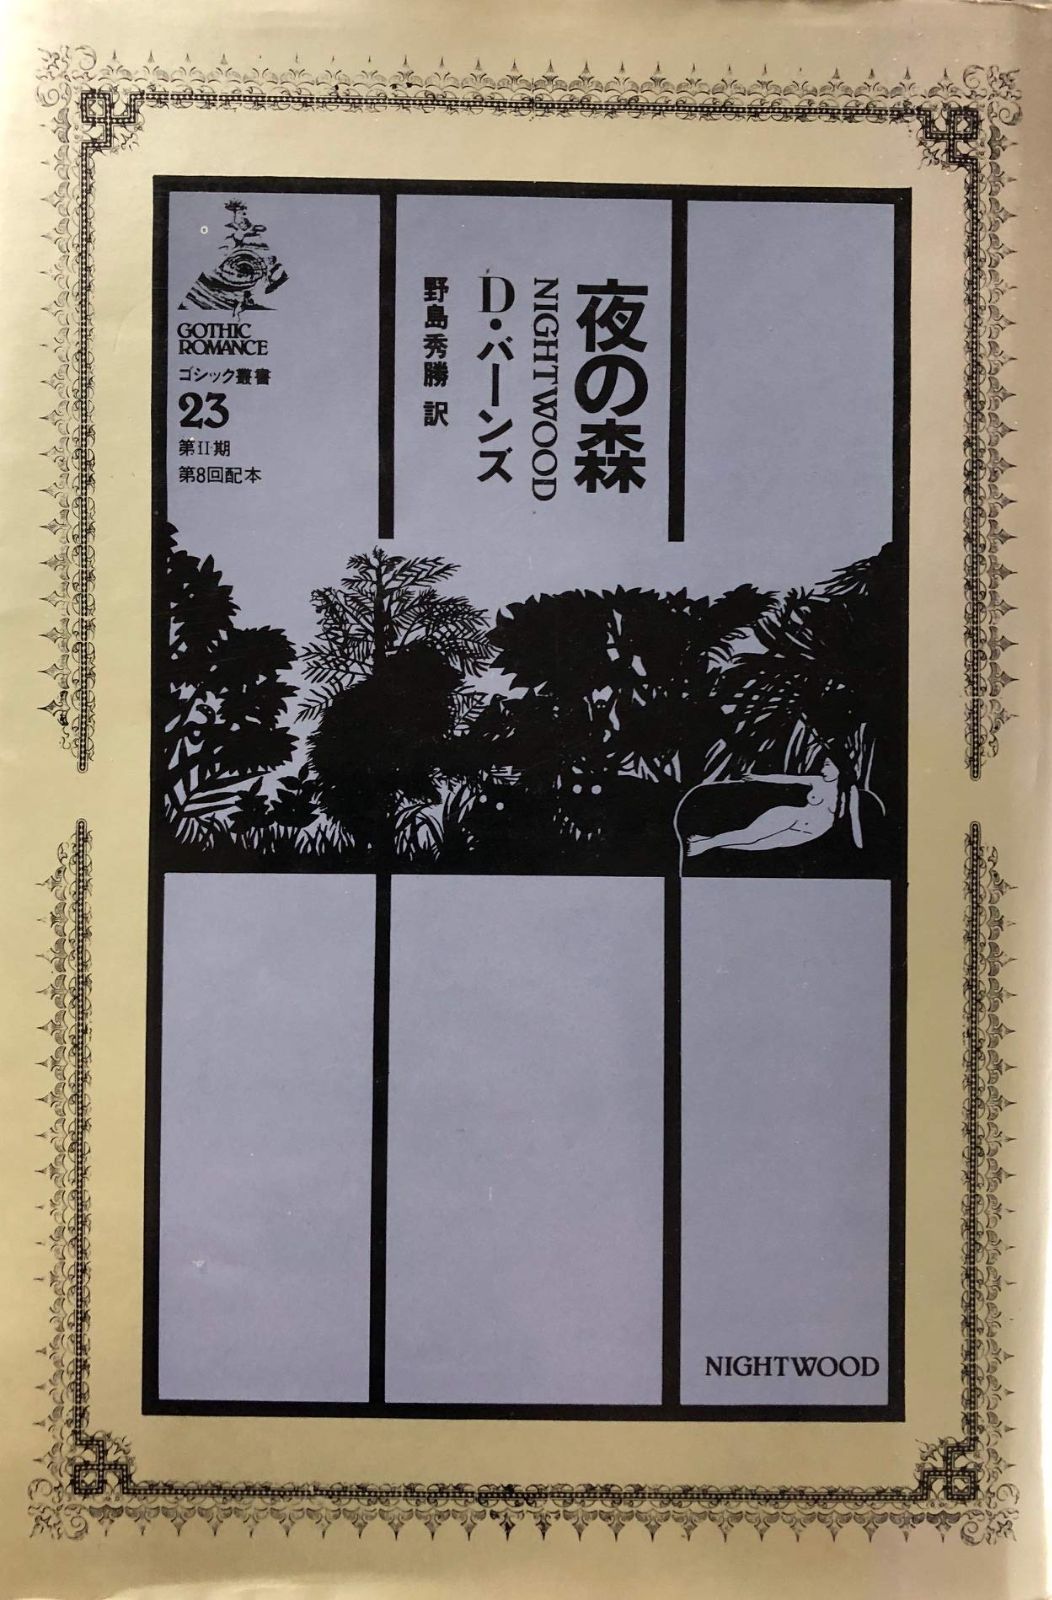 夜の森
NIGHTWOOD
D・バーンズ
野島秀勝 訳
GOTHIC
ROMANCE
ゴシック叢書
23
第II期
第8回配本
NIGHTWOOD